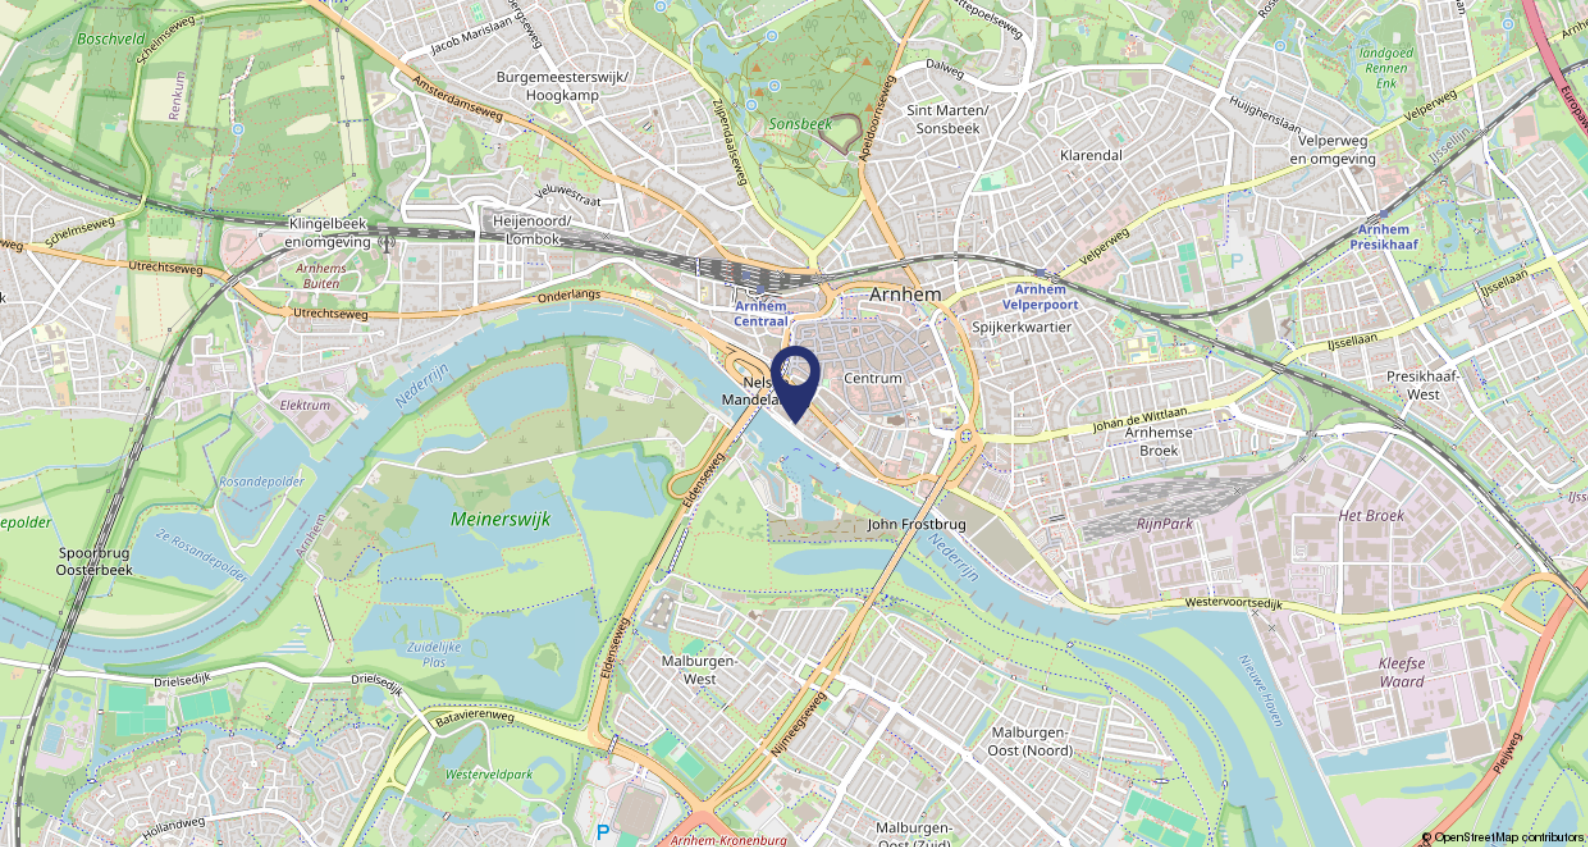 Boschveld
Schelmseweg
Jacob Marislaan
Renkum
Amsterdamseweg
Burgemeesterswijk/
Hoogkamp
Zijpendaalseweg
Sonsbeek
Apeldoornseweg
Dalweg
Sint Marten/
Sonsbeek
Klarendal
Huijghenslaan
Velperweg
en omgeving
Velperweg
landgoed
Rennen
Enk
IJssellijn
Veluwestraat
Heijenoord/
Lombok
Klingelbeek
en omgeving
Schelmseweg
Utrechtseweg
Arnhems
Buiten
Utrechtseweg
Onderlangs
Arnhem
Centraal
Arnhem
Arnhem
Velperpoort
Velperweg
Arnhem
Presikhaaf
P
IJssellaan
IJssellaan
Spijkerkwartier
Centrum
Presikhaaf-
West
Johan de Wittlaan
Arnhemse
Broek
Nederrijn
Elektrum
Rosandepolder
2e Rosandepolder
Spoorbrug
Oosterbeek
Arnhem
Meinerswijk
Eldenseweg
John Frostbrug
Nederrijn
RijnPark
Het Broek
Westervoortsedijk
Zuidelijke
Plas
Eldenseweg
Drielsedijk
Drielsedijk
Batavierenweg
Malburgen-
West
Nijmeegseweg
Malburgen-
Oost (Noord)
Nieuwe Haven
Kleefse
Waard
Pleijweg
Westerveldpark
Hollandweg
P
Arnhem-Kronenburg
Malburgen-
Oost (Zuid)
© OpenStreetMap contributors